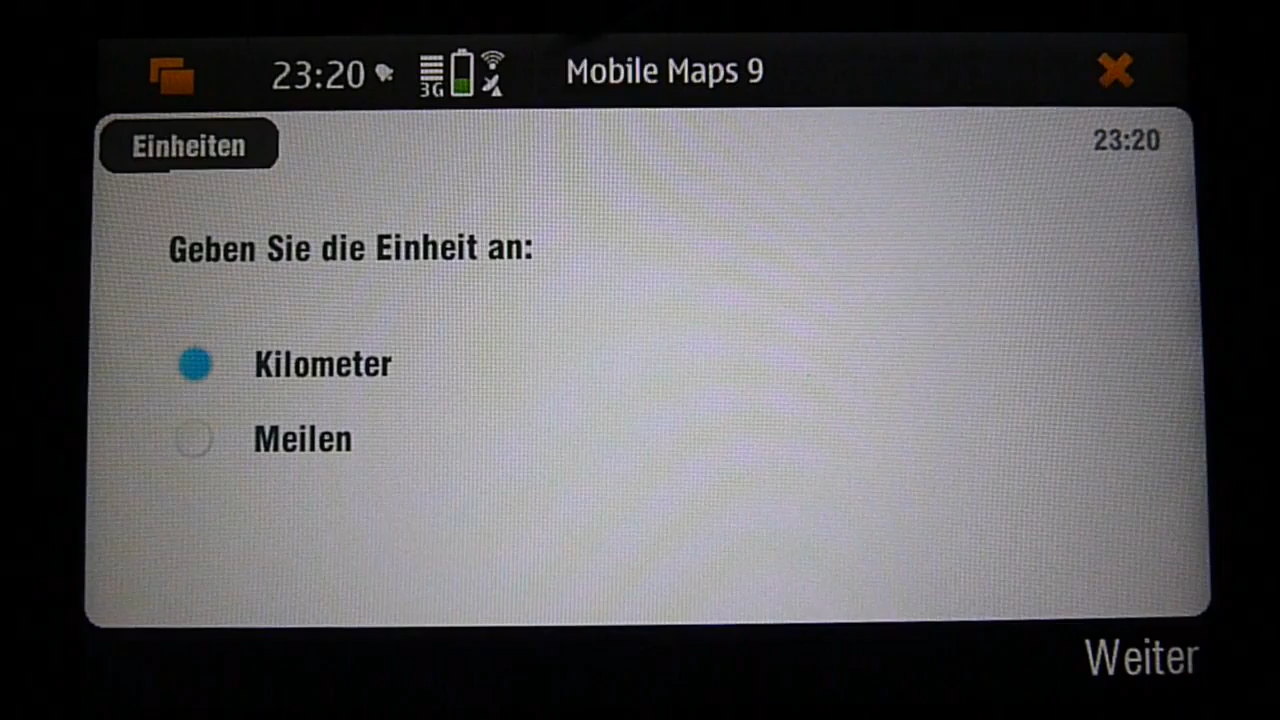 23:20
3G
Mobile Maps 9
Einheiten
23:20
Geben Sie die Einheit an:
Kilometer
Meilen
Weiter